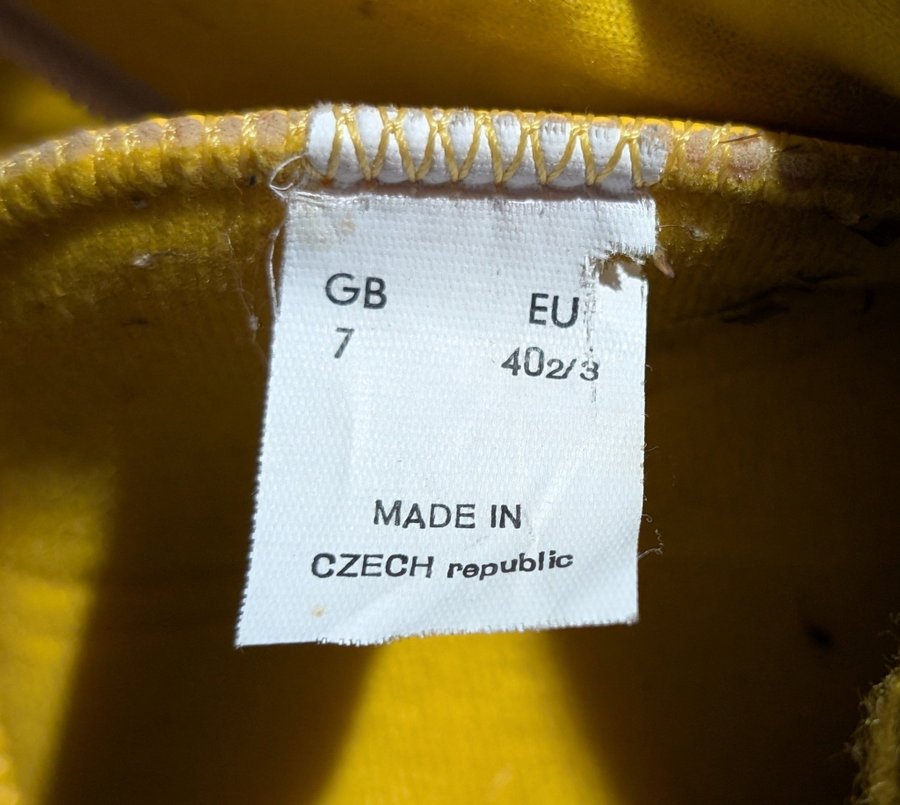 GB EU
7 40 2/3
MADE IN
CZECH republic